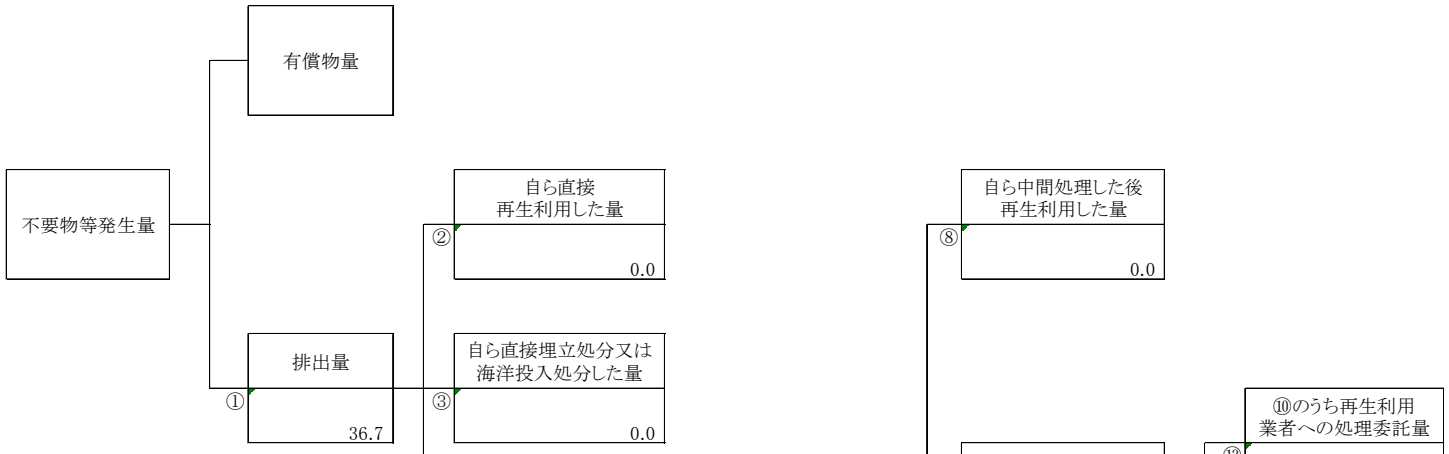 有償物量
不要物等発生量
自ら直接
再生利用した量
②
0.0
自ら中間処理した後
再生利用した量
⑧
0.0
排出量
①
36.7
自ら直接埋立処分又は
海洋投入処分した量
③
0.0
⑩のうち再生利用
業者への処理委託量